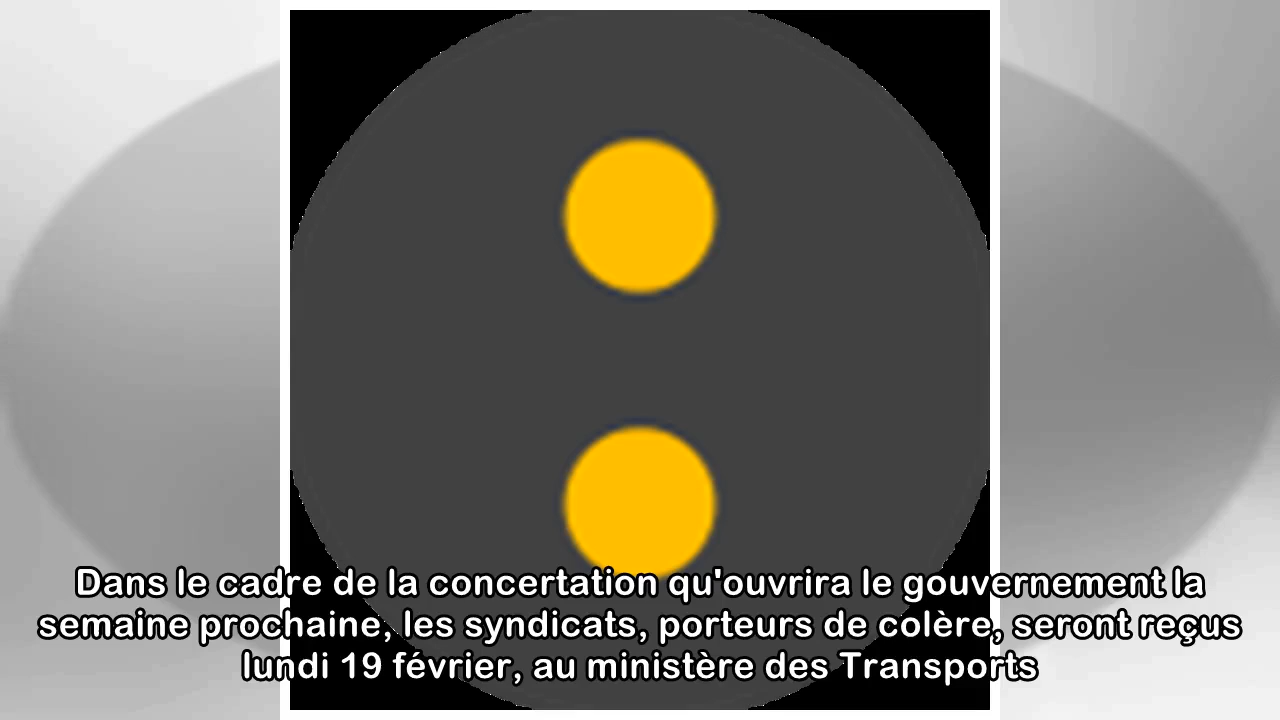 Dans le cadre de la concertation qu'ouvrira le gouvernement la
semaine prochaine, les syndicats, porteurs de colère, seront reçus
lundi 19 février, au ministère des Transports